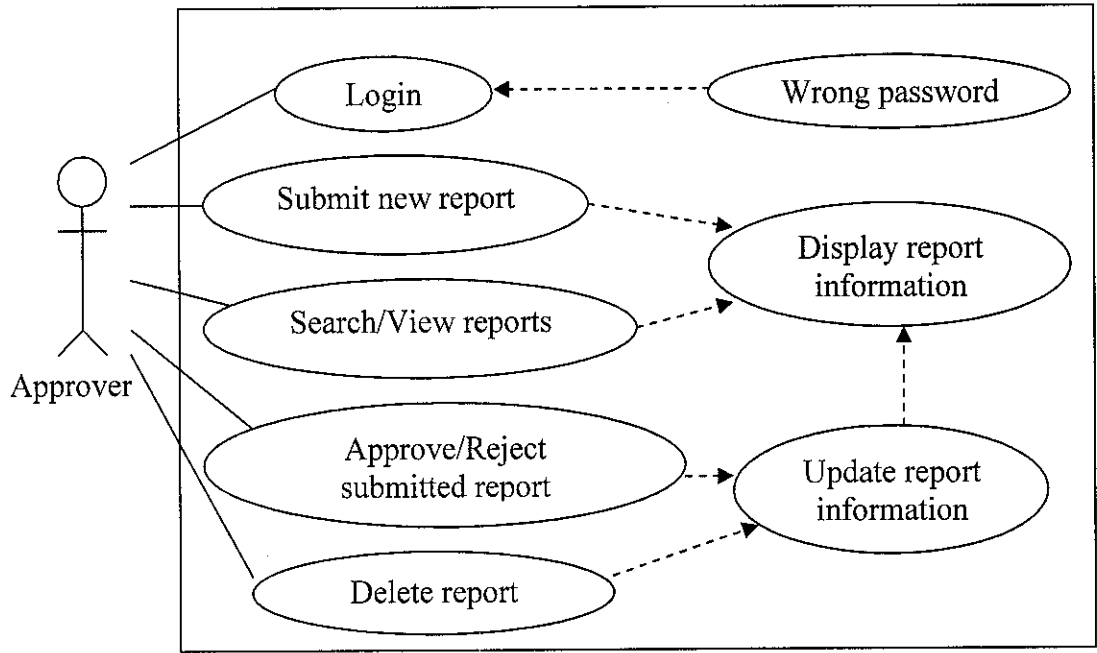 Login
Wrong password
Submit new report
Display report
information
Search/View reports
Approver
Approve/Reject
submitted report
Update report
information
Delete report